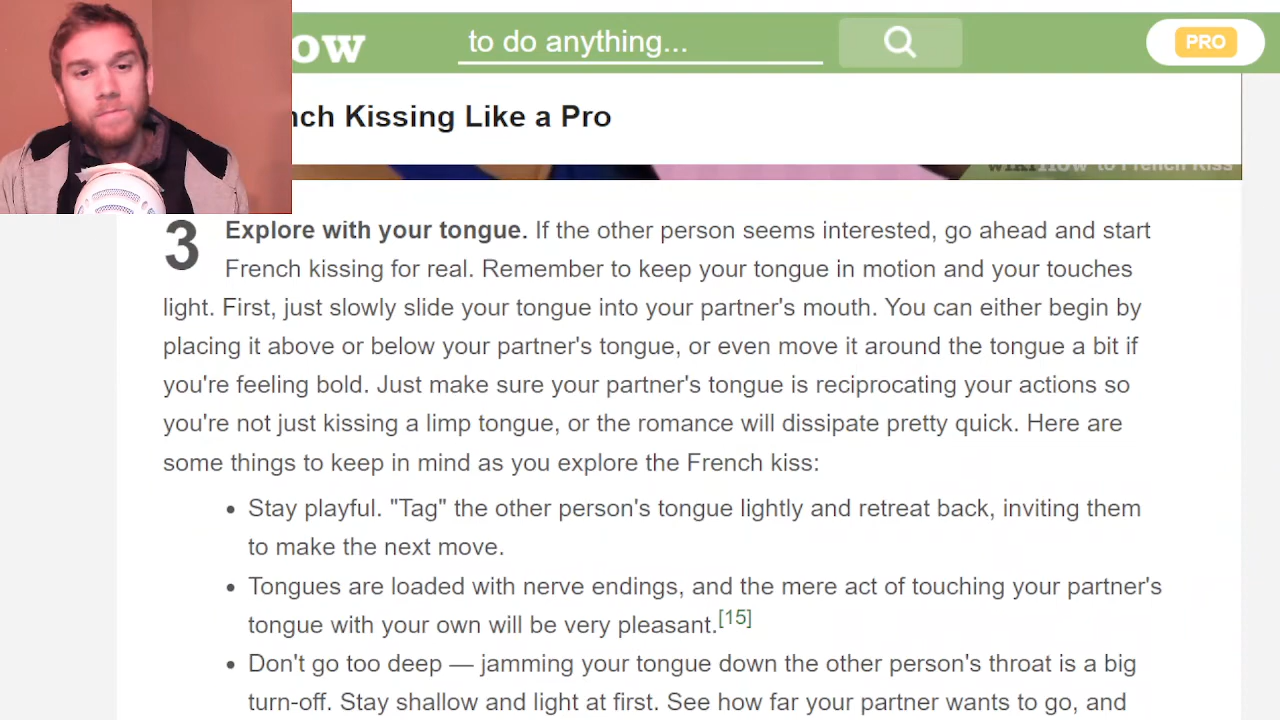 ow
to do anything...
PRO
nch Kissing Like a Pro
wikiHow to French Kiss
3
Explore with your tongue. If the other person seems interested, go ahead and start
French kissing for real. Remember to keep your tongue in motion and your touches
light. First, just slowly slide your tongue into your partner's mouth. You can either begin by
placing it above or below your partner's tongue, or even move it around the tongue a bit if
you're feeling bold. Just make sure your partner's tongue is reciprocating your actions so
you're not just kissing a limp tongue, or the romance will dissipate pretty quick. Here are
some things to keep in mind as you explore the French kiss:
• Stay playful. "Tag" the other person's tongue lightly and retreat back, inviting them
to make the next move.
• Tongues are loaded with nerve endings, and the mere act of touching your partner's
tongue with your own will be very pleasant.[15]
• Don't go too deep — jamming your tongue down the other person's throat is a big
turn-off. Stay shallow and light at first. See how far your partner wants to go, and